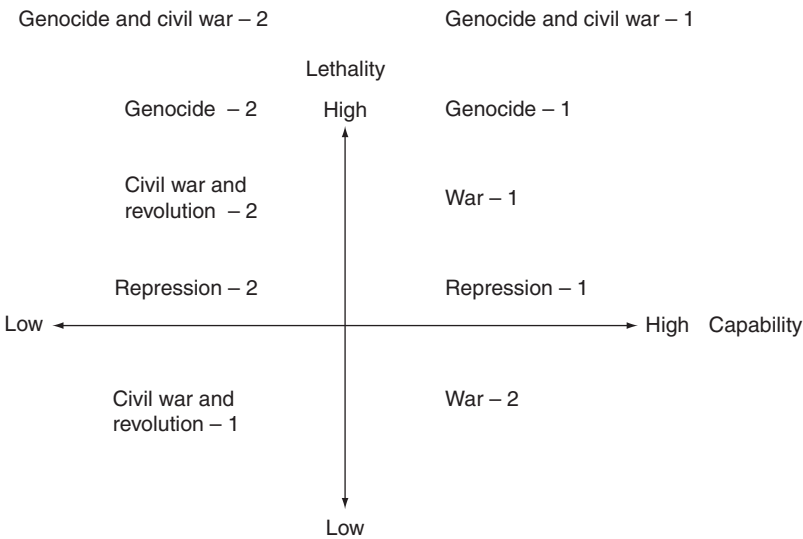 Genocide and civil war – 2
Genocide and civil war – 1
Lethality
Genocide – 2
High
Genocide – 1
Civil war and
revolution – 2
War – 1
Repression – 2
Repression – 1
Low
High Capability
Civil war and
revolution – 1
War – 2
Low